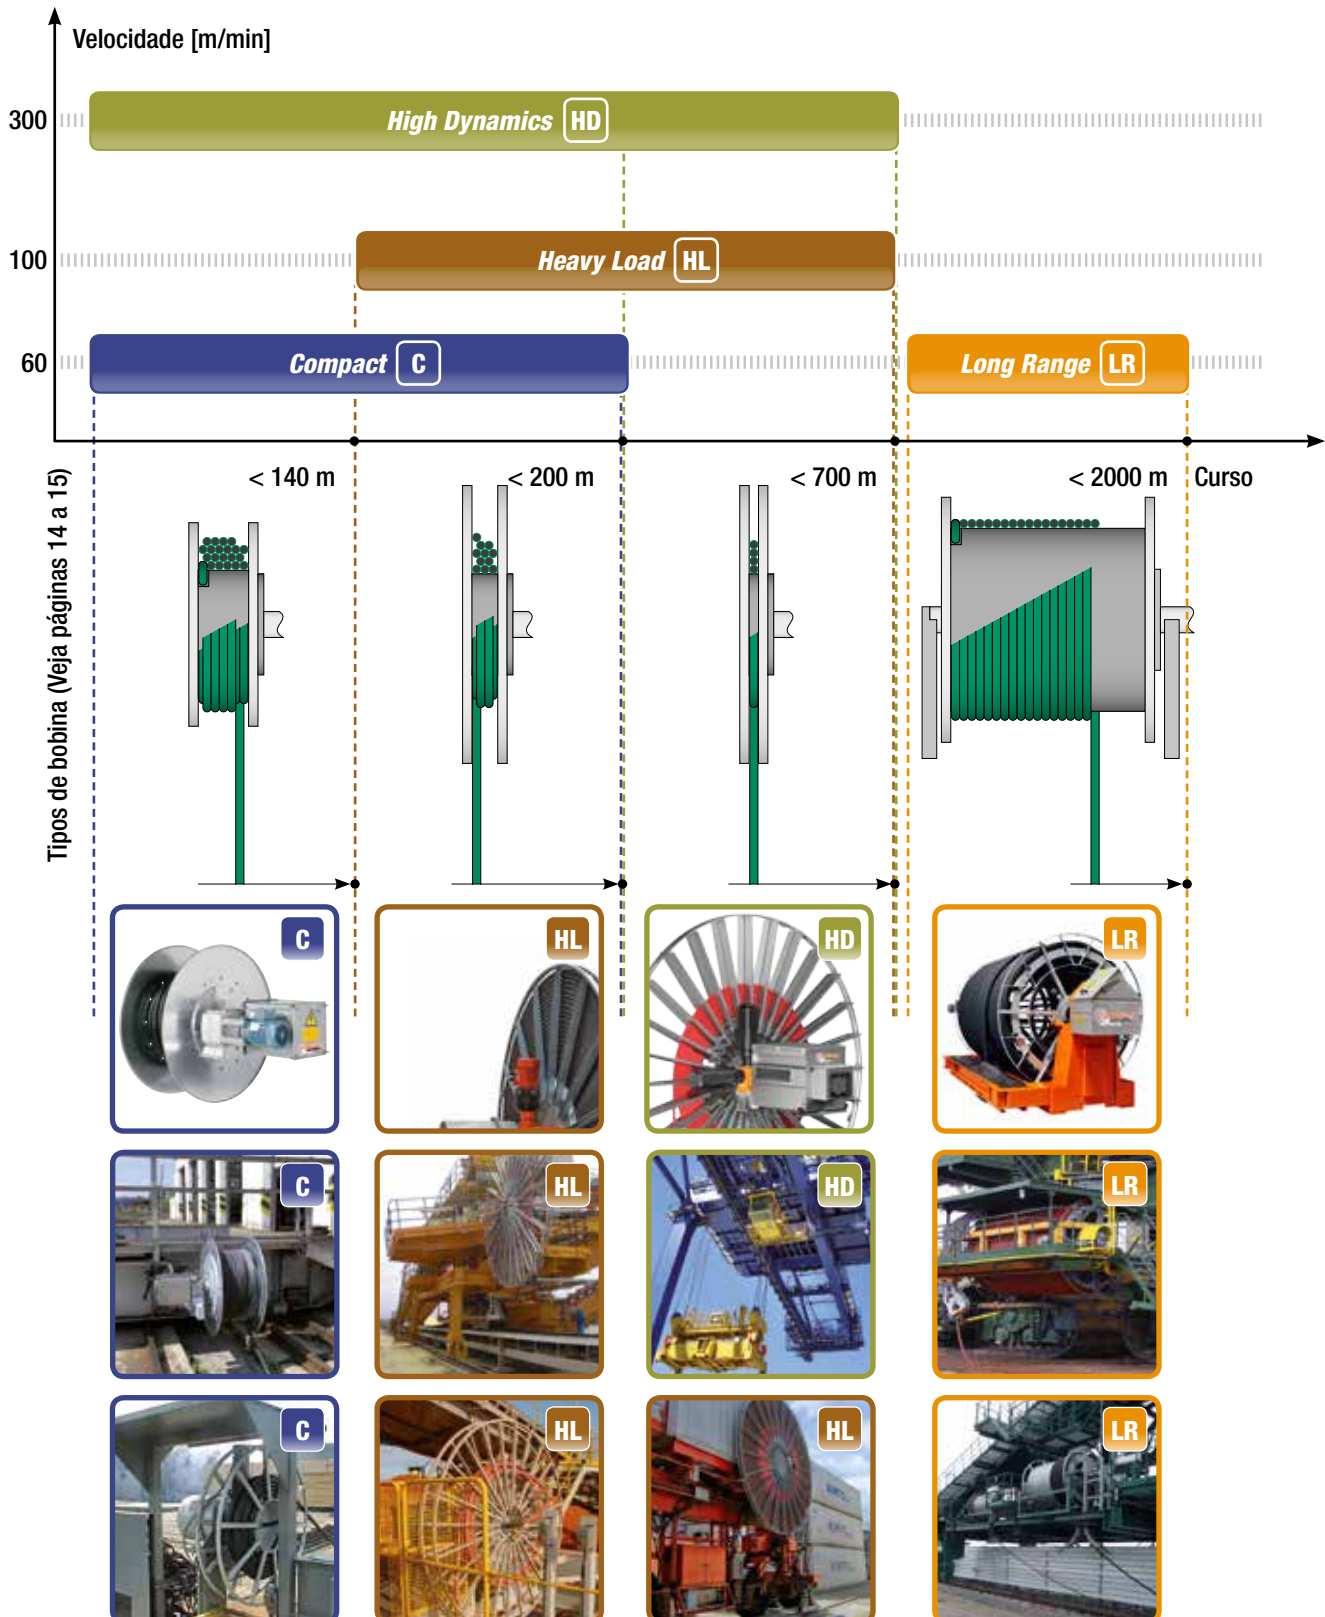 Velocidade [m/min]
300
High Dynamics HD
100
Heavy Load HL
60
Compact C
Long Range LR
< 140 m
< 200 m
< 700 m
< 2000 m
Curso
Tipos de bobina (Veja páginas 14 a 15)
C
HL
HD
LR
C
HL
HD
LR
C
HL
HL
LR